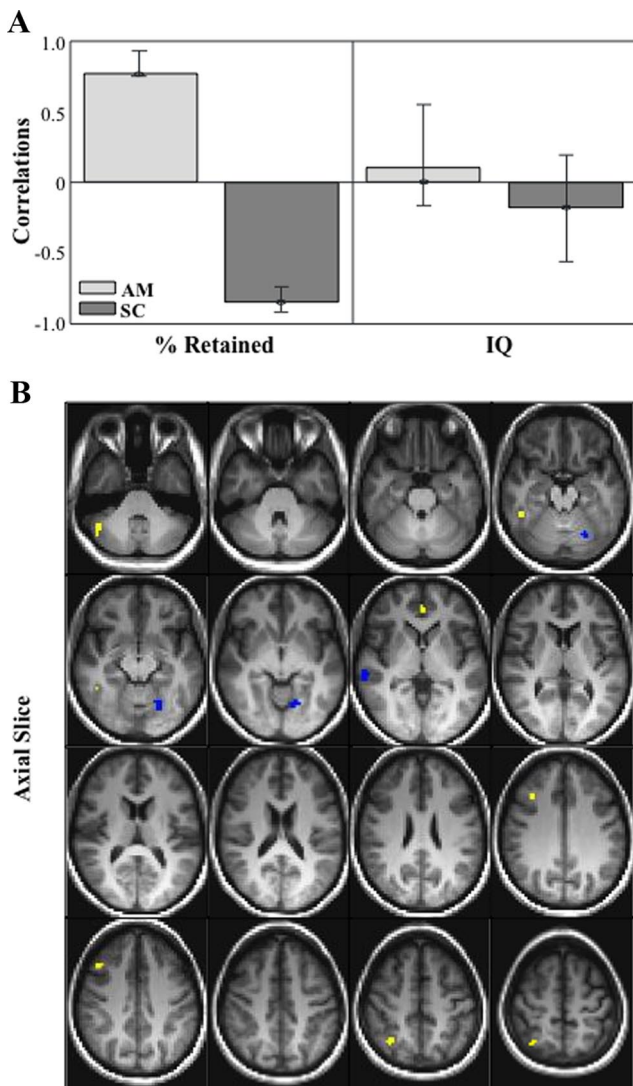 A
1.0
0.5
0
-0.5
-1.0
Correlations
AM
SC
% Retained
IQ
B
Axial Slice